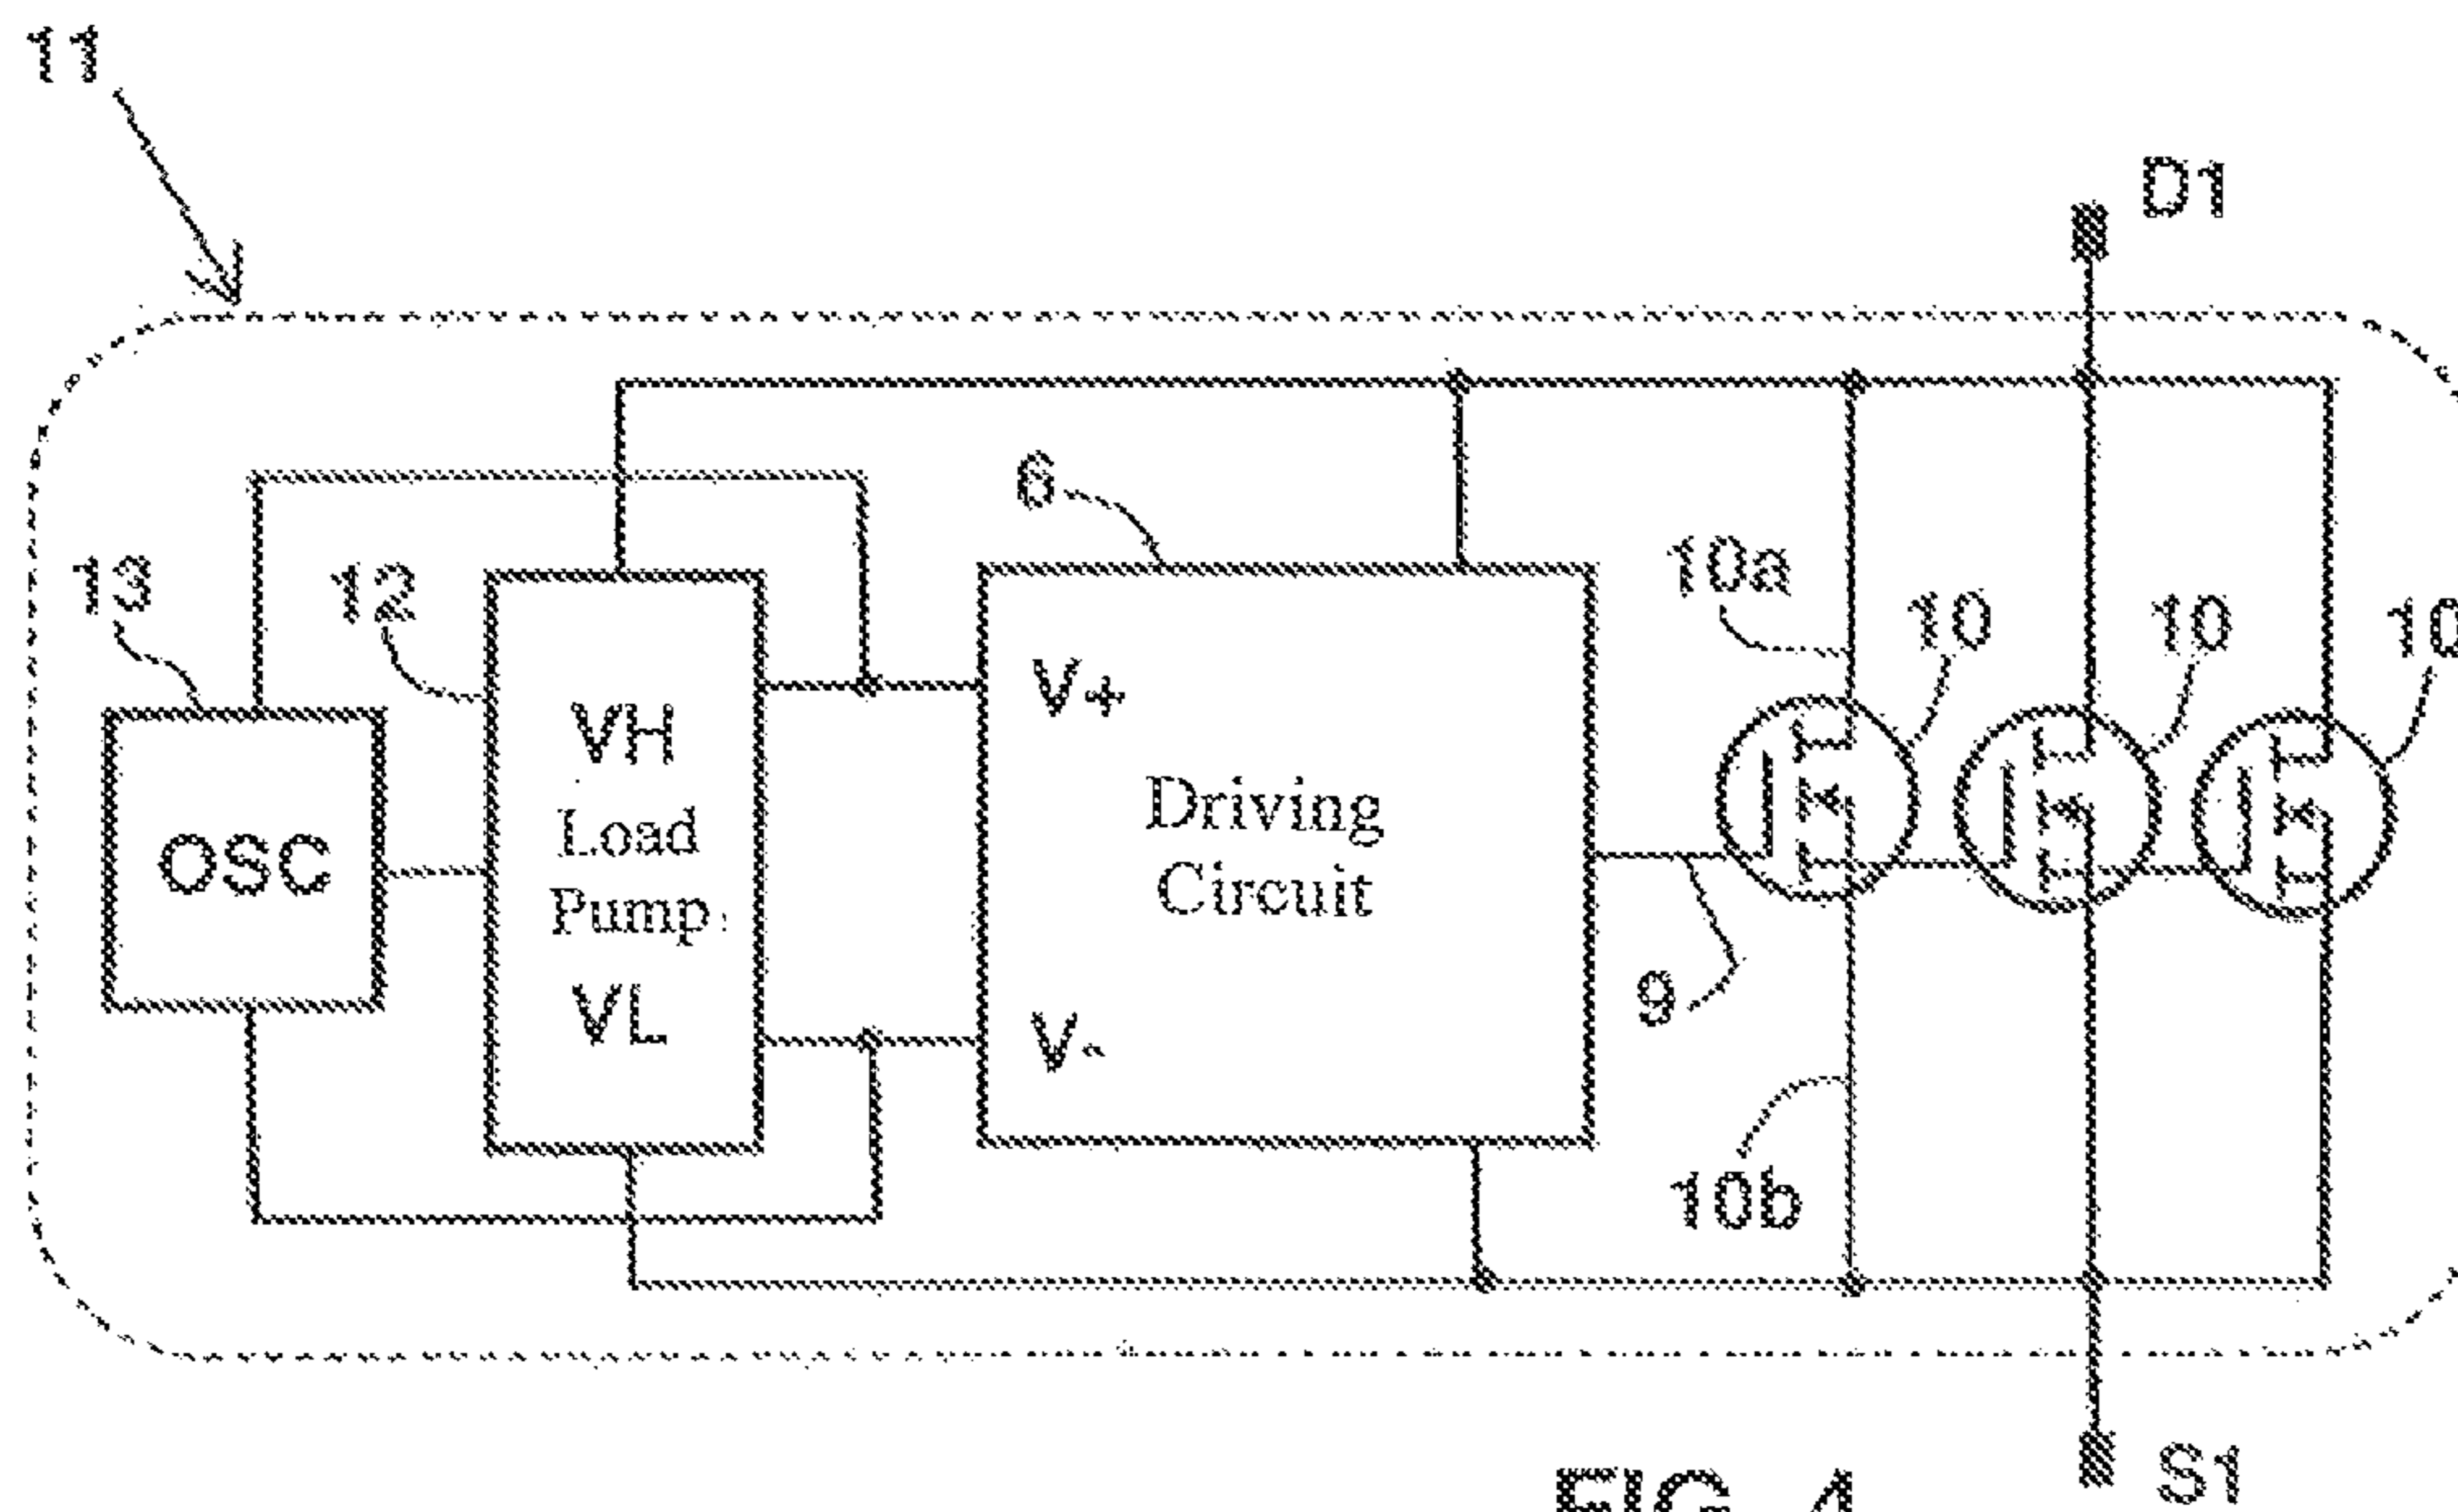 11
D1
6
13
12
10a
10
10
10
V+
VH
Load
Pump
VL
OSC
Driving
Circuit
9
V-
10b
S1
FIG. 4